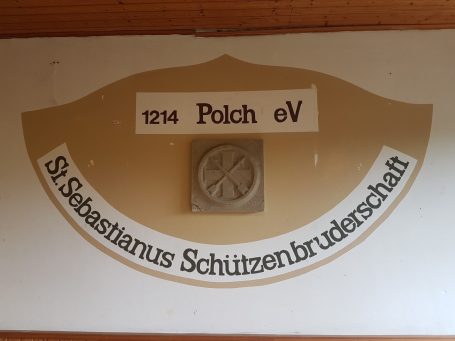 1214 Polch eV
St. Sebastianus Schützenbruderschaft